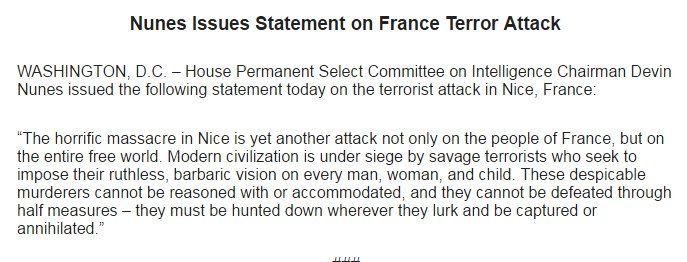 Nunes Issues Statement on France Terror Attack
WASHINGTON, D.C. – House Permanent Select Committee on Intelligence Chairman Devin
Nunes issued the following statement today on the terrorist attack in Nice, France:
“The horrific massacre in Nice is yet another attack not only on the people of France, but on
the entire free world. Modern civilization is under siege by savage terrorists who seek to
impose their ruthless, barbaric vision on every man, woman, and child. These despicable
murderers cannot be reasoned with or accommodated, and they cannot be defeated through
half measures – they must be hunted down wherever they lurk and be captured or
annihilated.”
###